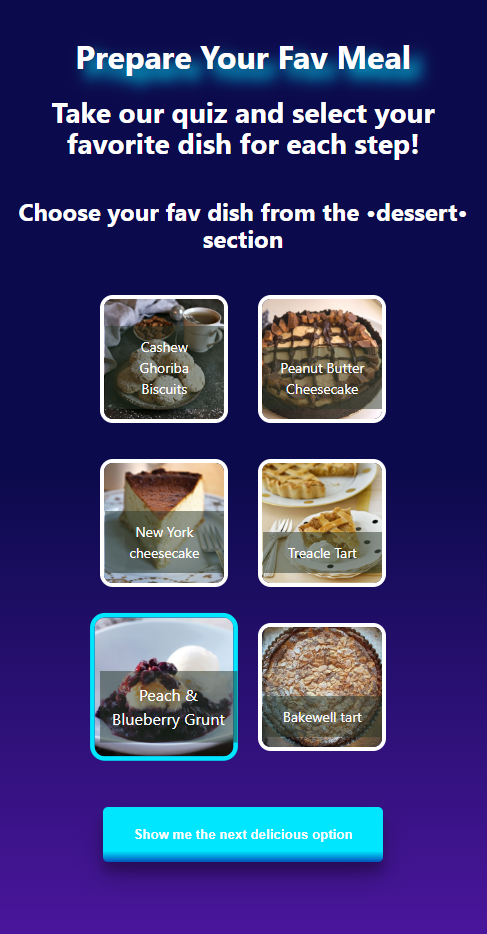 Prepare Your Fav Meal
Take our quiz and select your
favorite dish for each step!
Choose your fav dish from the •dessert•
section
Cashew
Ghoriba
Biscuits
Peanut Butter
Cheesecake
New York
cheesecake
Treacle Tart
Peach &
Blueberry Grunt
Bakewell tart
Show me the next delicious option